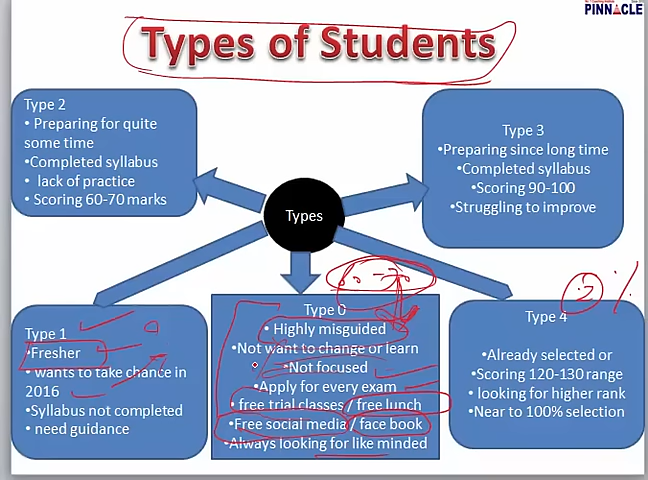 PINNACLE
Types of Students
Type 2
• Preparing for quite
some time
•Completed syllabus
• lack of practice
• Scoring 60-70 marks
Type 3
•Preparing since long time
•Completed syllabus
•Scoring 90-100
•Struggling to improve
Types
Type 1
•Fresher
• wants to take chance in
2016
•Syllabus not completed
• need guidance
Type 0
• Highly misguided
•Not want to change or learn
•Not focused
•Apply for every exam
• free trial classes / free lunch
•Free social media / face book
•Always looking for like minded
Type 4
•Already selected or
•Scoring 120-130 range
• looking for higher rank
•Near to 100% selection